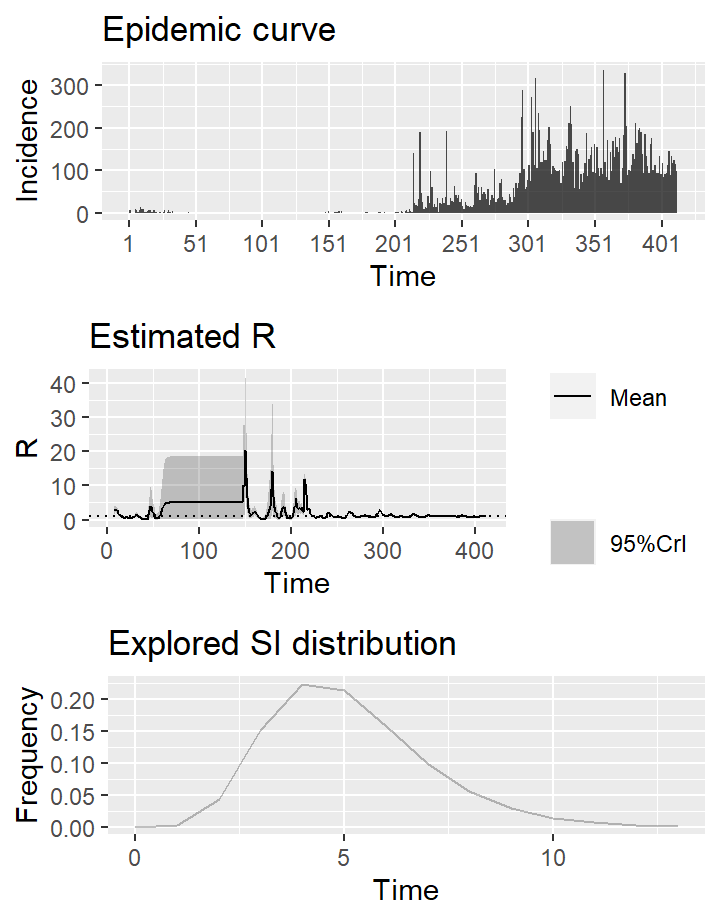 Epidemic curve
300
200
100
0
Incidence
1 51 101 151 201 251 301 351 401
Time
Estimated R
40
30
20
10
0
R
0 100 200 300 400
Time
Mean
95%CrI
Explored SI distribution
0.20
0.15
0.10
0.05
0.00
Frequency
0 5 10
Time